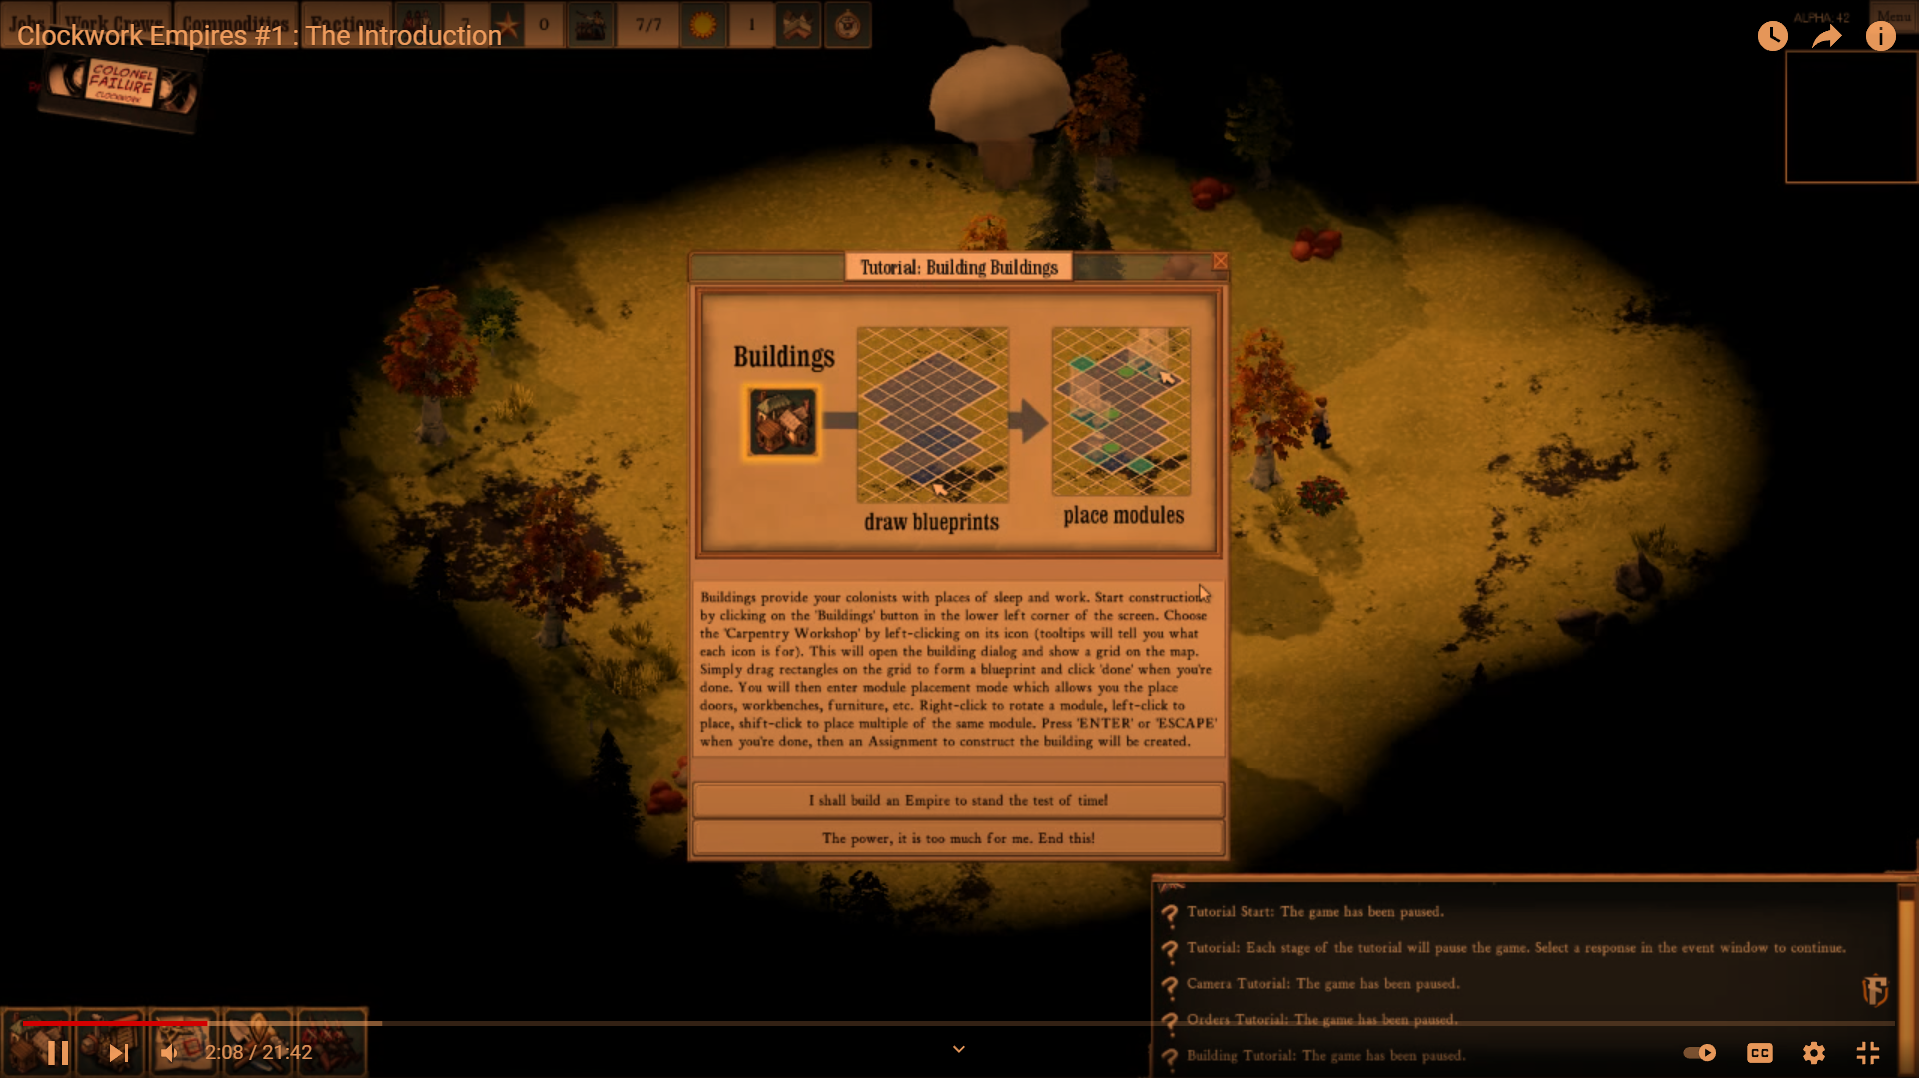 Jobs Work Crews Commodities Factions 7 0 7/7 1
Clockwork Empires #1 : The Introduction
ALPHA: 42
Menu
COLONEL
FAILURE
CLOCKWORK
Tutorial: Building Buildings
Buildings
draw blueprints
place modules
Buildings provide your colonists with places of sleep and work. Start construction
by clicking on the 'Buildings' button in the lower left corner of the screen. Choose
the 'Carpentry Workshop' by left-clicking on its icon (tooltips will tell you what
each icon is for). This will open the building dialog and show a grid on the map.
Simply drag rectangles on the grid to form a blueprint and click 'done' when you're
done. You will then enter module placement mode which allows you the place
doors, workbenches, furniture, etc. Right-click to rotate a module, left-click to
place, shift-click to place multiple of the same module. Press 'ENTER' or 'ESCAPE'
when you're done, then an Assignment to construct the building will be created.
I shall build an Empire to stand the test of time!
The power, it is too much for me. End this!
Tutorial Start: The game has been paused.
Tutorial: Each stage of the tutorial will pause the game. Select a response in the event window to continue.
Camera Tutorial: The game has been paused.
Orders Tutorial: The game has been paused.
Building Tutorial: The game has been paused.
2:08 / 21:42
CC